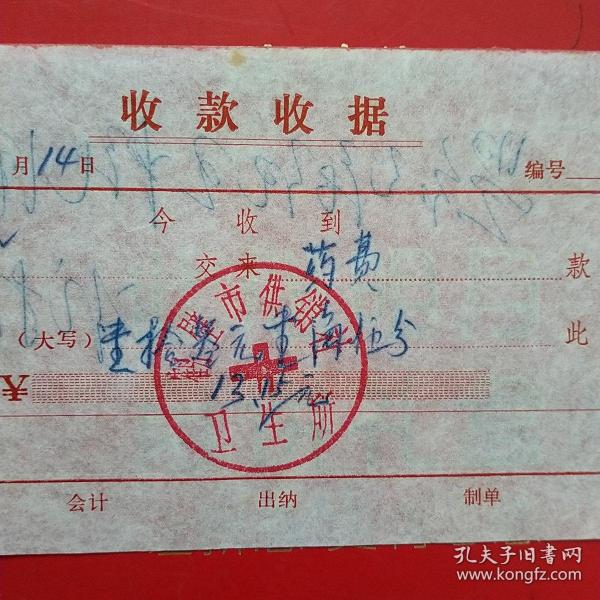 收款收据
月14日
编号
今收到
交来 药费 款
(大写) 壹拾叁元 壹角伍分 此
13.15元
市供销
卫生所
会计 出纳 制单
孔夫子旧书网
www.kongfz.com